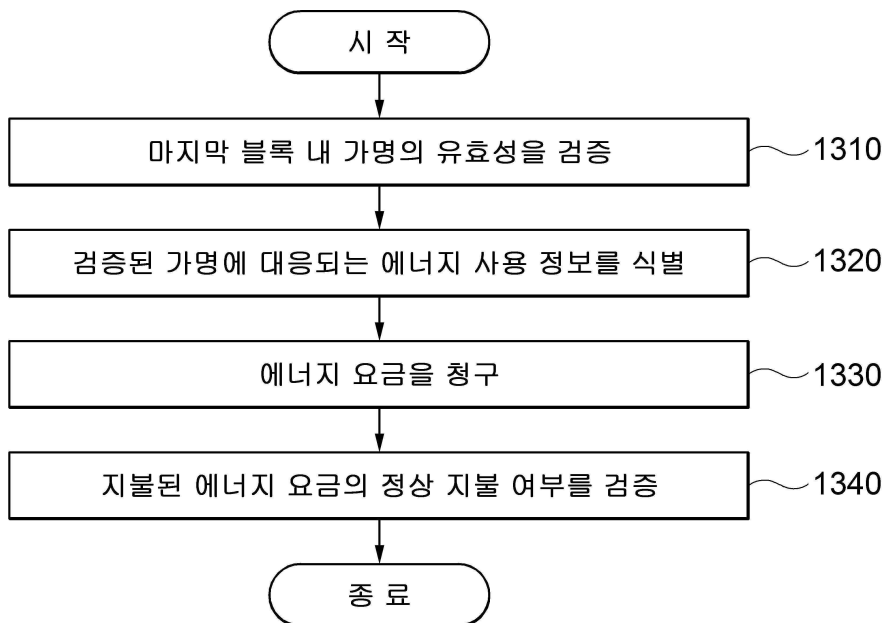 시 작
마지막 블록 내 가명의 유효성을 검증
1310
검증된 가명에 대응되는 에너지 사용 정보를 식별
1320
에너지 요금을 청구
1330
지불된 에너지 요금의 정상 지불 여부를 검증
1340
종 료